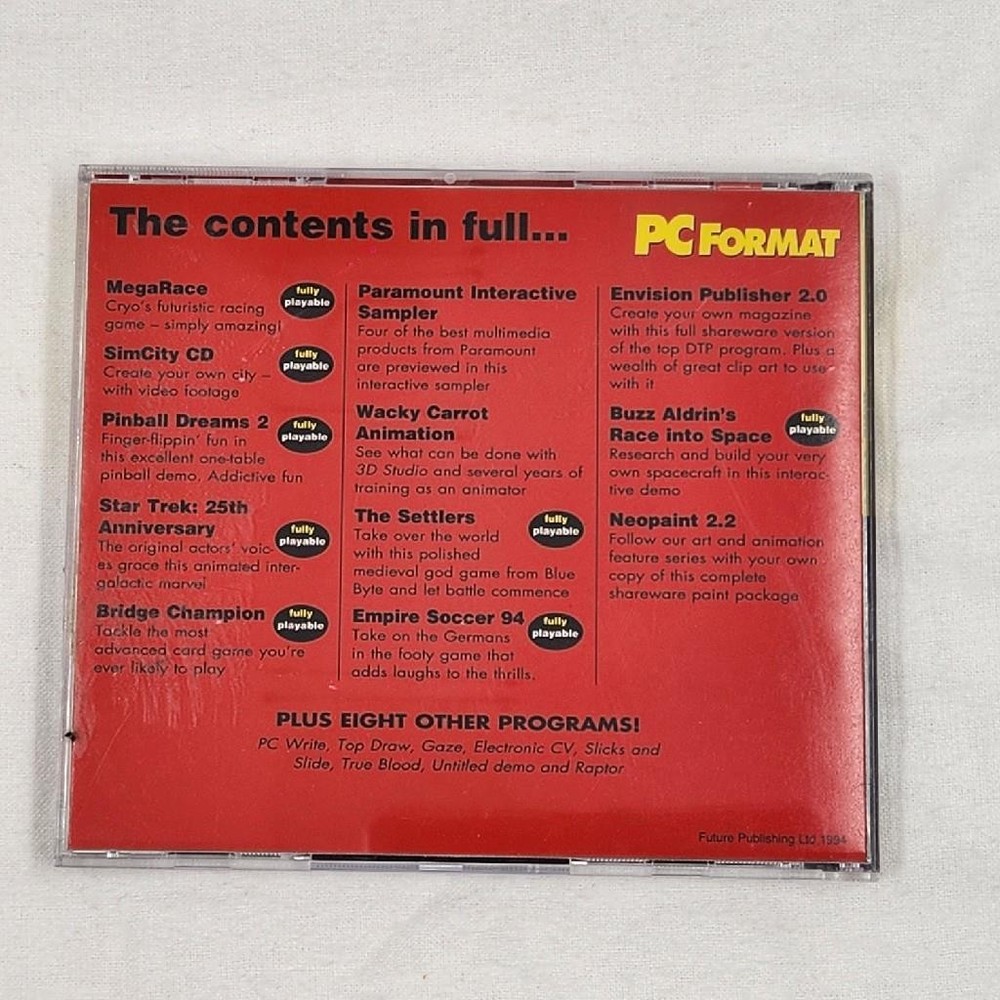 The contents in full...
PC FORMAT
MegaRace
fully
playable
Cryo's futuristic racing
game – simply amazing!
SimCity CD
fully
playable
Create your own city –
with video footage
Pinball Dreams 2
fully
playable
Finger-flippin' fun in
this excellent one-table
pinball demo. Addictive fun
Star Trek: 25th
Anniversary
fully
playable
The original actors' voic-
es grace this animated inter-
galactic marvel
Bridge Champion
fully
playable
Tackle the most
advanced card game you're
ever likely to play
Paramount Interactive
Sampler
Four of the best multimedia
products from Paramount
are previewed in this
interactive sampler
Wacky Carrot
Animation
See what can be done with
3D Studio and several years of
training as an animator
The Settlers
fully
playable
Take over the world
with this polished
medieval god game from Blue
Byte and let battle commence
Empire Soccer 94
fully
playable
Take on the Germans
in the footy game that
adds laughs to the thrills.
Envision Publisher 2.0
Create your own magazine
with this full shareware version
of the top DTP program. Plus a
wealth of great clip art to use
with it
Buzz Aldrin's
Race into Space
fully
playable
Research and build your very
own spacecraft in this interac-
tive demo
Neopaint 2.2
Follow our art and animation
feature series with your own
copy of this complete
shareware paint package
PLUS EIGHT OTHER PROGRAMS!
PC Write, Top Draw, Gaze, Electronic CV, Slicks and
Slide, True Blood, Untitled demo and Raptor
Future Publishing Ltd 1994